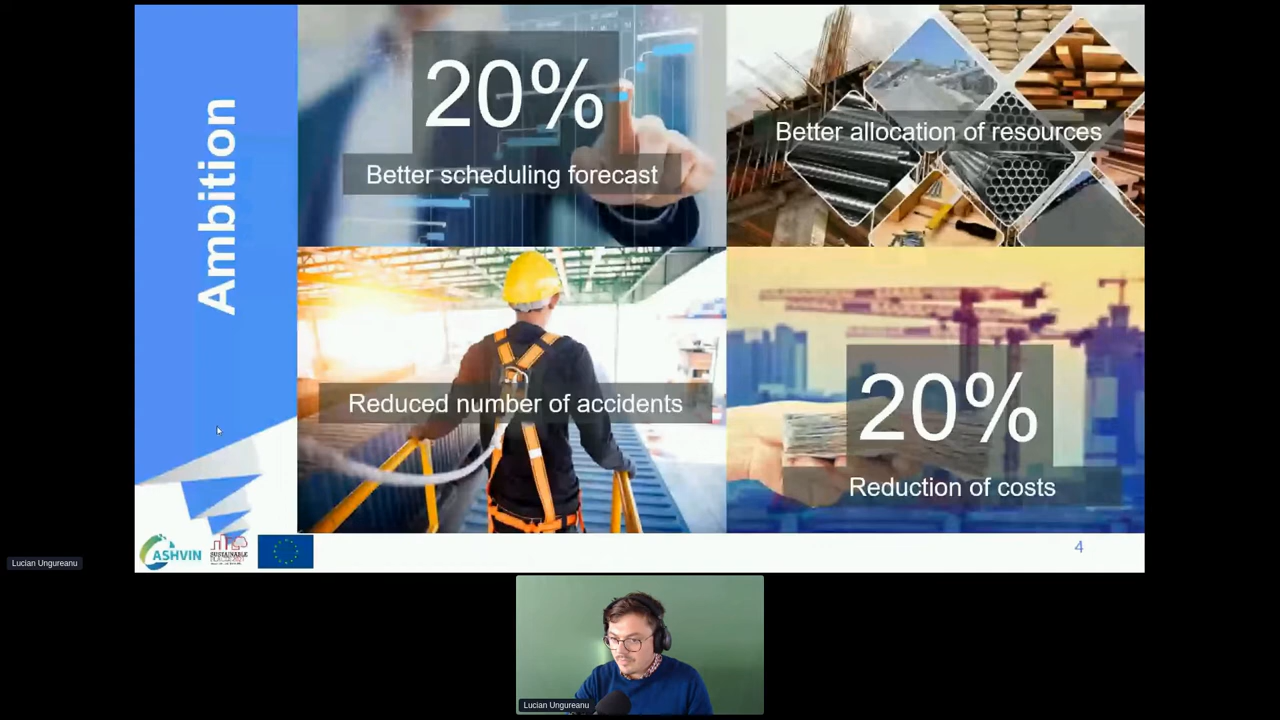 Ambition
20%
Better scheduling forecast
Better allocation of resources
Reduced number of accidents
20%
Reduction of costs
ASHVIN
SUSTAINABLE
4
Lucian Ungureanu
Lucian Ungureanu